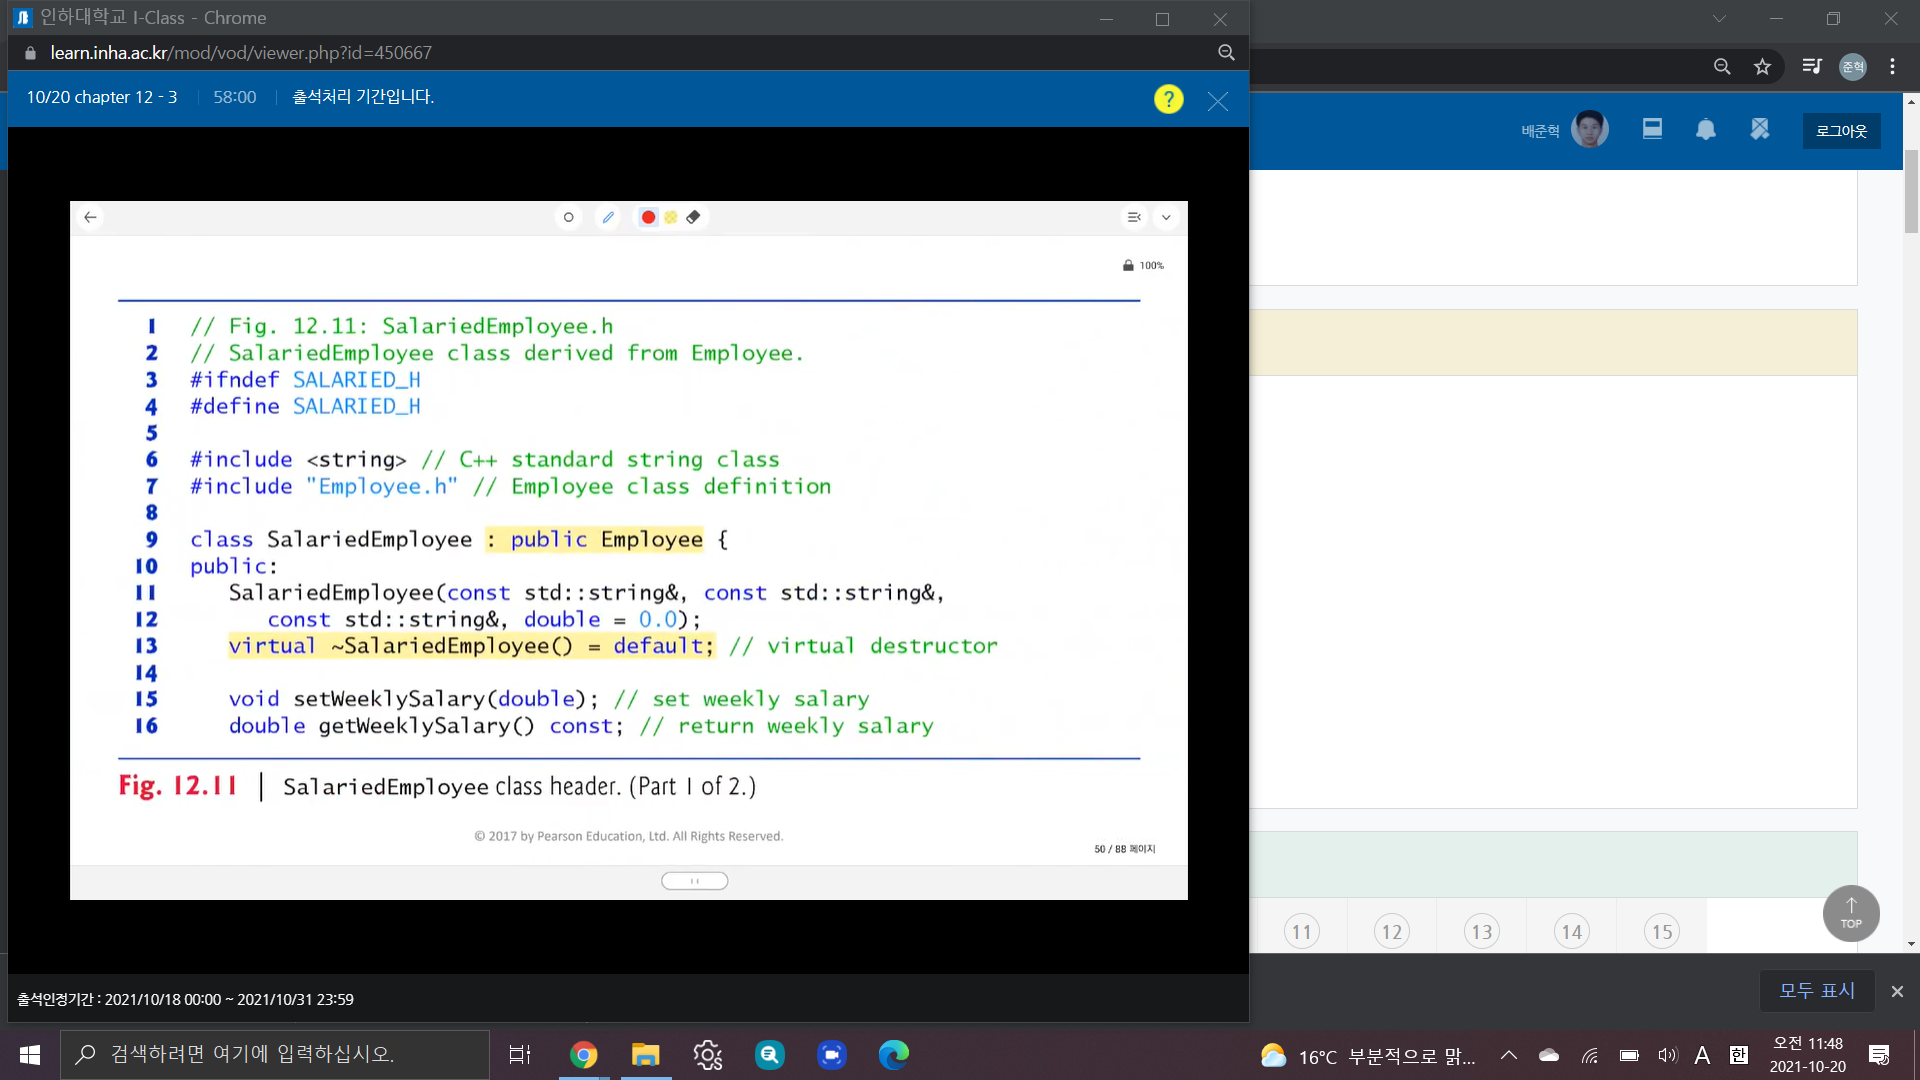 인하대학교 I-Class - Chrome
learn.inha.ac.kr/mod/vod/viewer.php?id=450667
10/20 chapter 12 - 3 58:00 출석처리 기간입니다.
?
준혁
배준혁
로그아웃
100%
1 // Fig. 12.11: SalariedEmployee.h
2 // SalariedEmployee class derived from Employee.
3 #ifndef SALARIED_H
4 #define SALARIED_H
5
6 #include <string> // C++ standard string class
7 #include "Employee.h" // Employee class definition
8
9 class SalariedEmployee : public Employee {
10 public:
11 SalariedEmployee(const std::string&, const std::string&,
12 const std::string&, double = 0.0);
13 virtual ~SalariedEmployee() = default; // virtual destructor
14
15 void setWeeklySalary(double); // set weekly salary
16 double getWeeklySalary() const; // return weekly salary
Fig. 12.11 | SalariedEmployee class header. (Part 1 of 2.)
© 2017 by Pearson Education, Ltd. All Rights Reserved.
50 / 88 페이지
11 12 13 14 15
TOP
모두 표시
출석인정기간 : 2021/10/18 00:00 ~ 2021/10/31 23:59
검색하려면 여기에 입력하십시오.
16°C 부분적으로 맑...
A 한
오전 11:48
2021-10-20